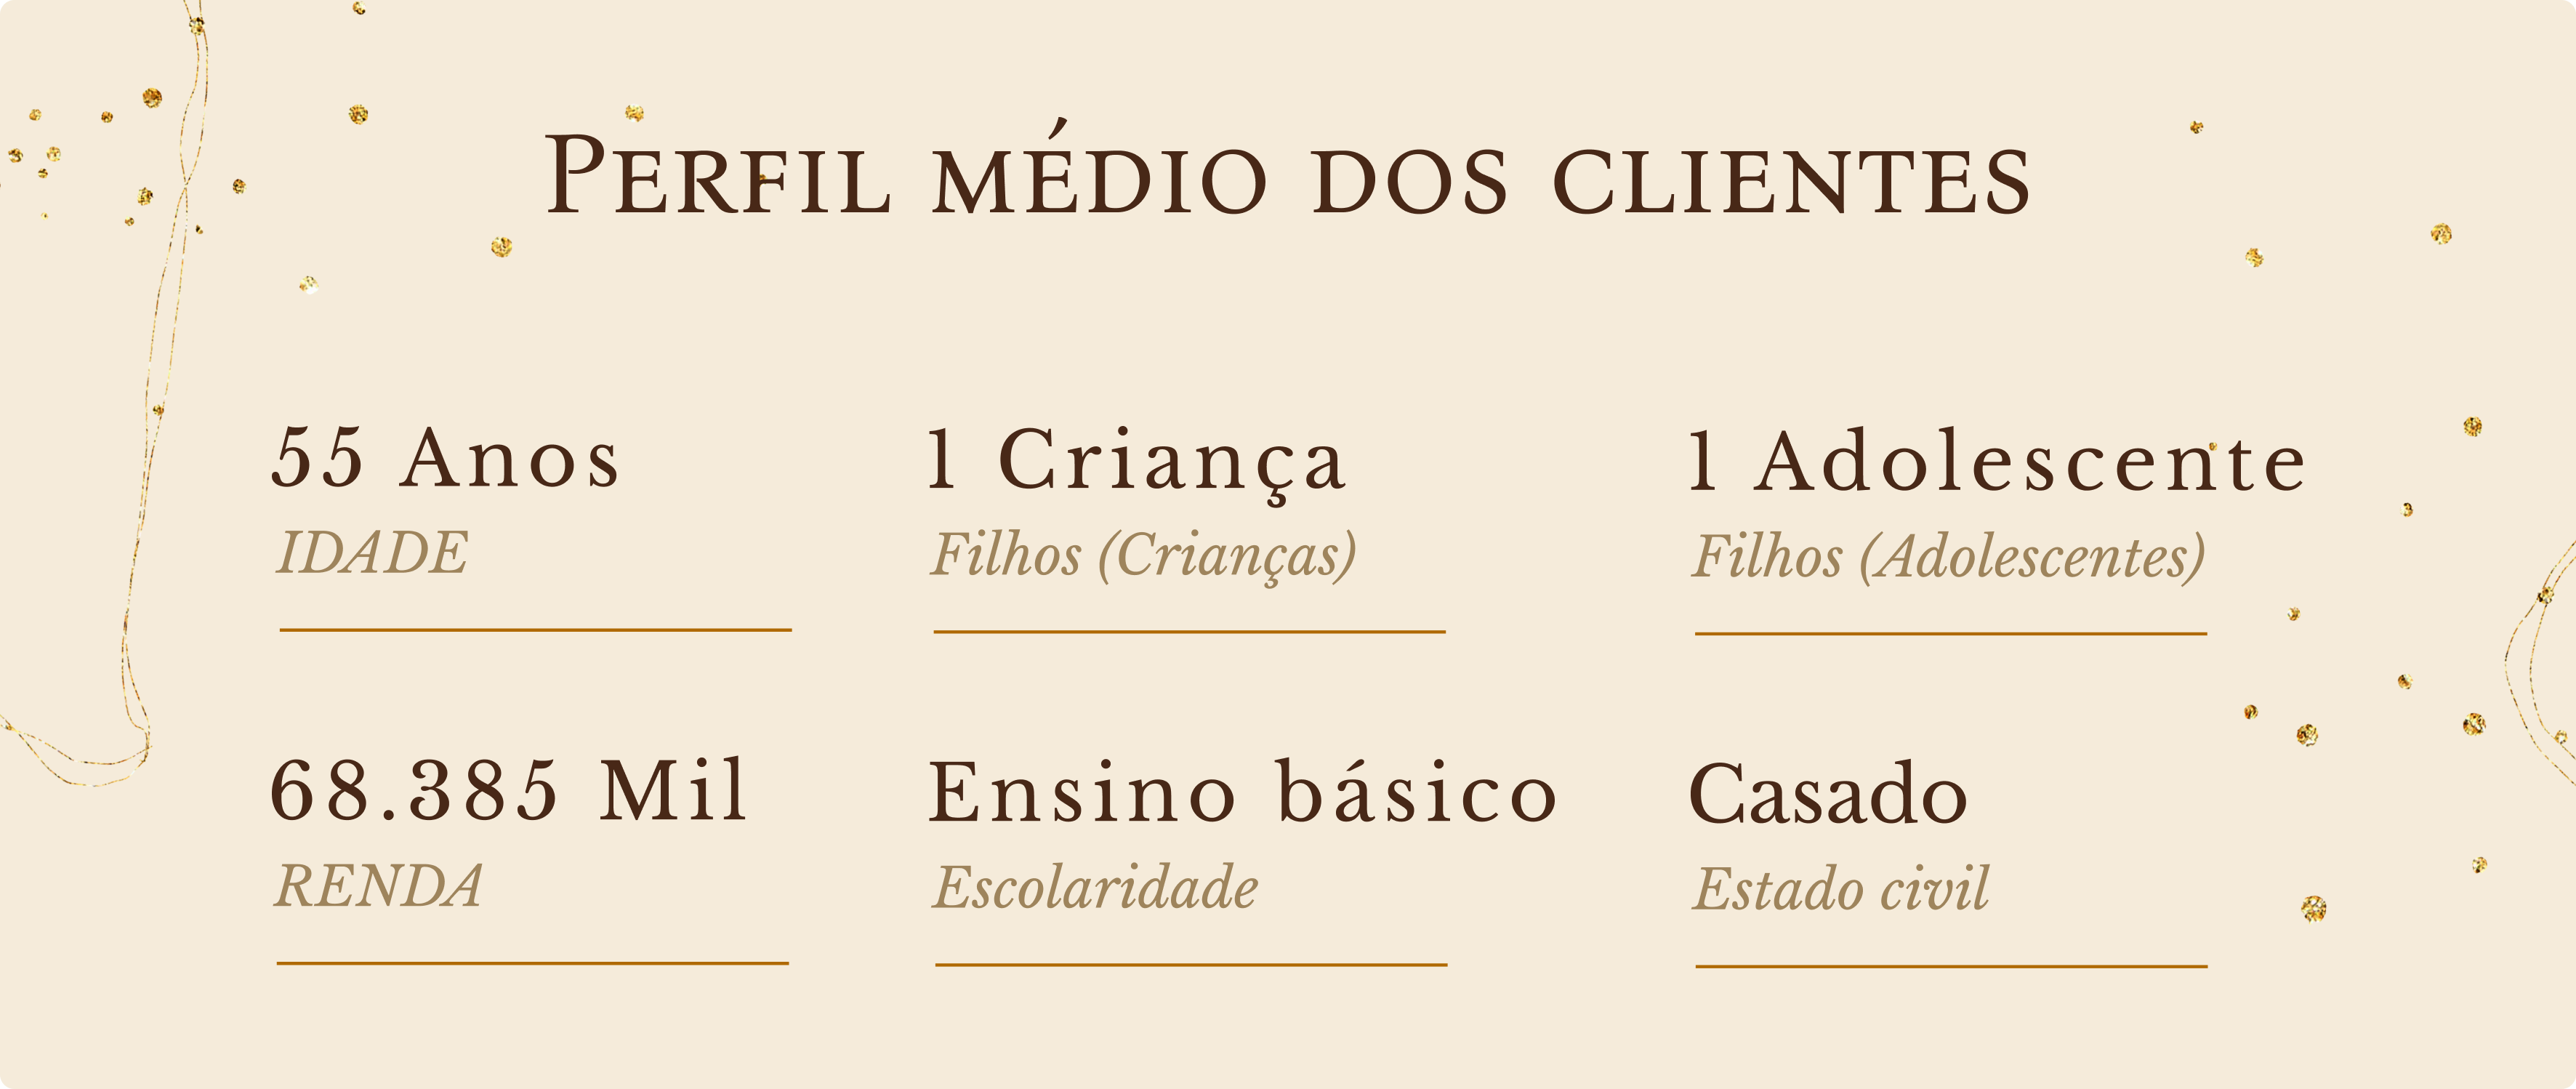 Perfil médio dos clientes
55 Anos
IDADE
1 Criança
Filhos (Crianças)
1 Adolescente
Filhos (Adolescentes)
68.385 Mil
RENDA
Ensino básico
Escolaridade
Casado
Estado civil